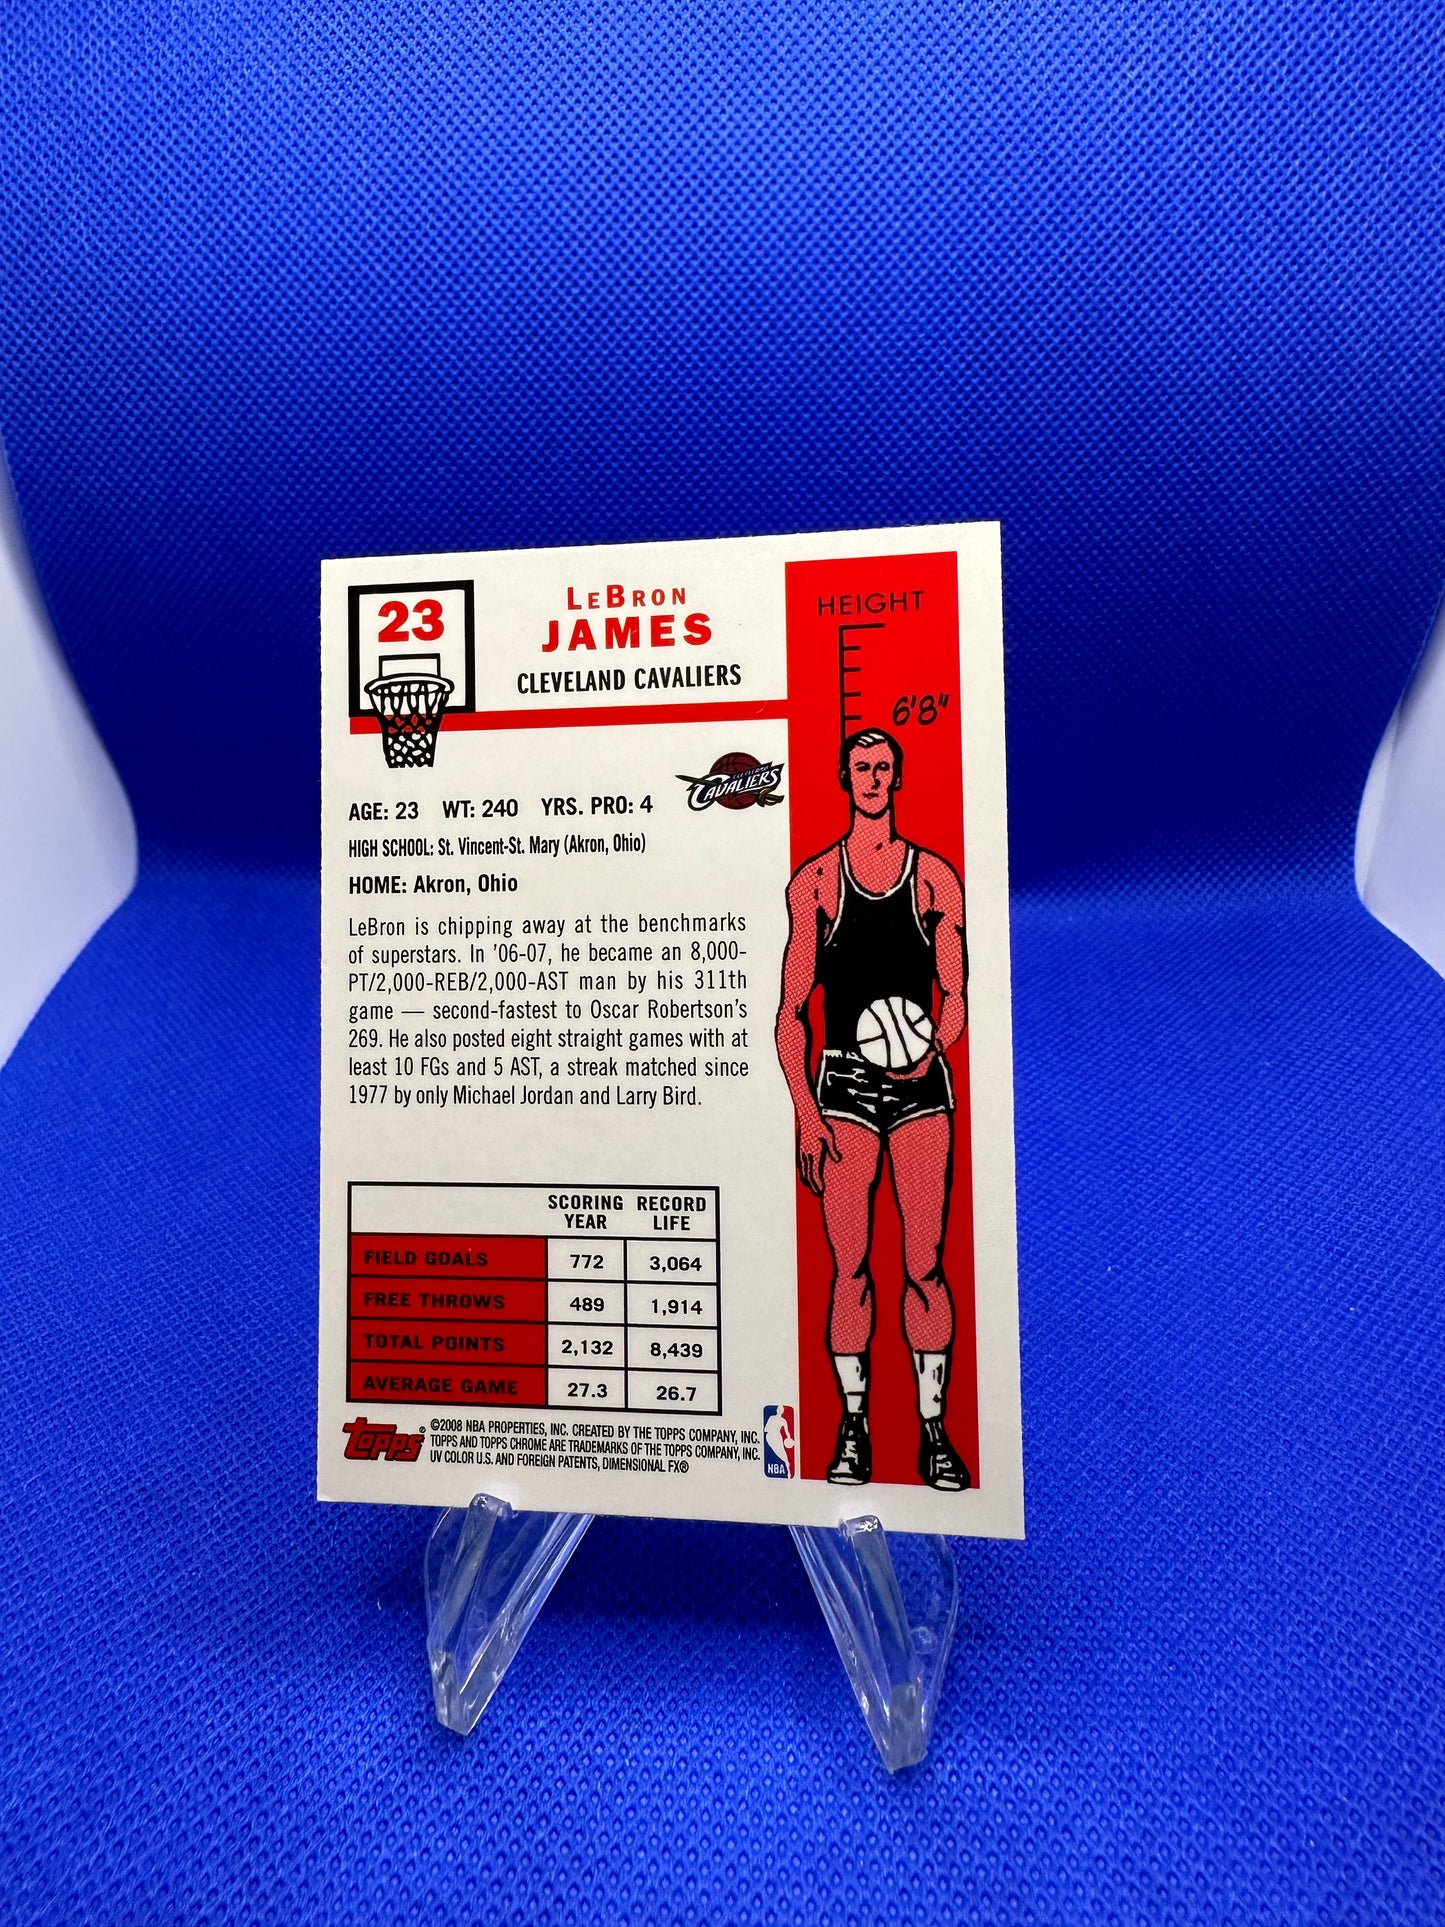 23
LEBRON
JAMES
CLEVELAND CAVALIERS
HEIGHT
6'8"
CAVALIERS
AGE: 23 WT: 240 YRS. PRO: 4
HIGH SCHOOL: St. Vincent-St. Mary (Akron, Ohio)
HOME: Akron, Ohio
LeBron is chipping away at the benchmarks
of superstars. In '06-07, he became an 8,000-
PT/2,000-REB/2,000-AST man by his 311th
game — second-fastest to Oscar Robertson's
269. He also posted eight straight games with at
least 10 FGs and 5 AST, a streak matched since
1977 by only Michael Jordan and Larry Bird.
SCORING RECORD
YEAR LIFE
FIELD GOALS 772 3,064
FREE THROWS 489 1,914
TOTAL POINTS 2,132 8,439
AVERAGE GAME 27.3 26.7
Topps®
©2008 NBA PROPERTIES, INC. CREATED BY THE TOPPS COMPANY, INC.
TOPPS AND TOPPS CHROME ARE TRADEMARKS OF THE TOPPS COMPANY, INC.
UV COLOR U.S. AND FOREIGN PATENTS, DIMENSIONAL FX®
NBA